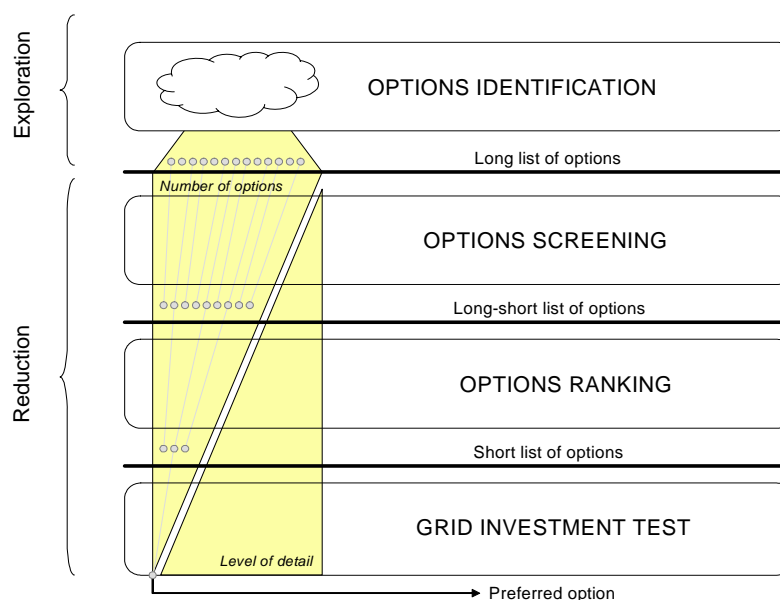 Exploration
OPTIONS IDENTIFICATION
Long list of options
Number of options
Reduction
OPTIONS SCREENING
Long-short list of options
OPTIONS RANKING
Short list of options
GRID INVESTMENT TEST
Level of detail
Preferred option